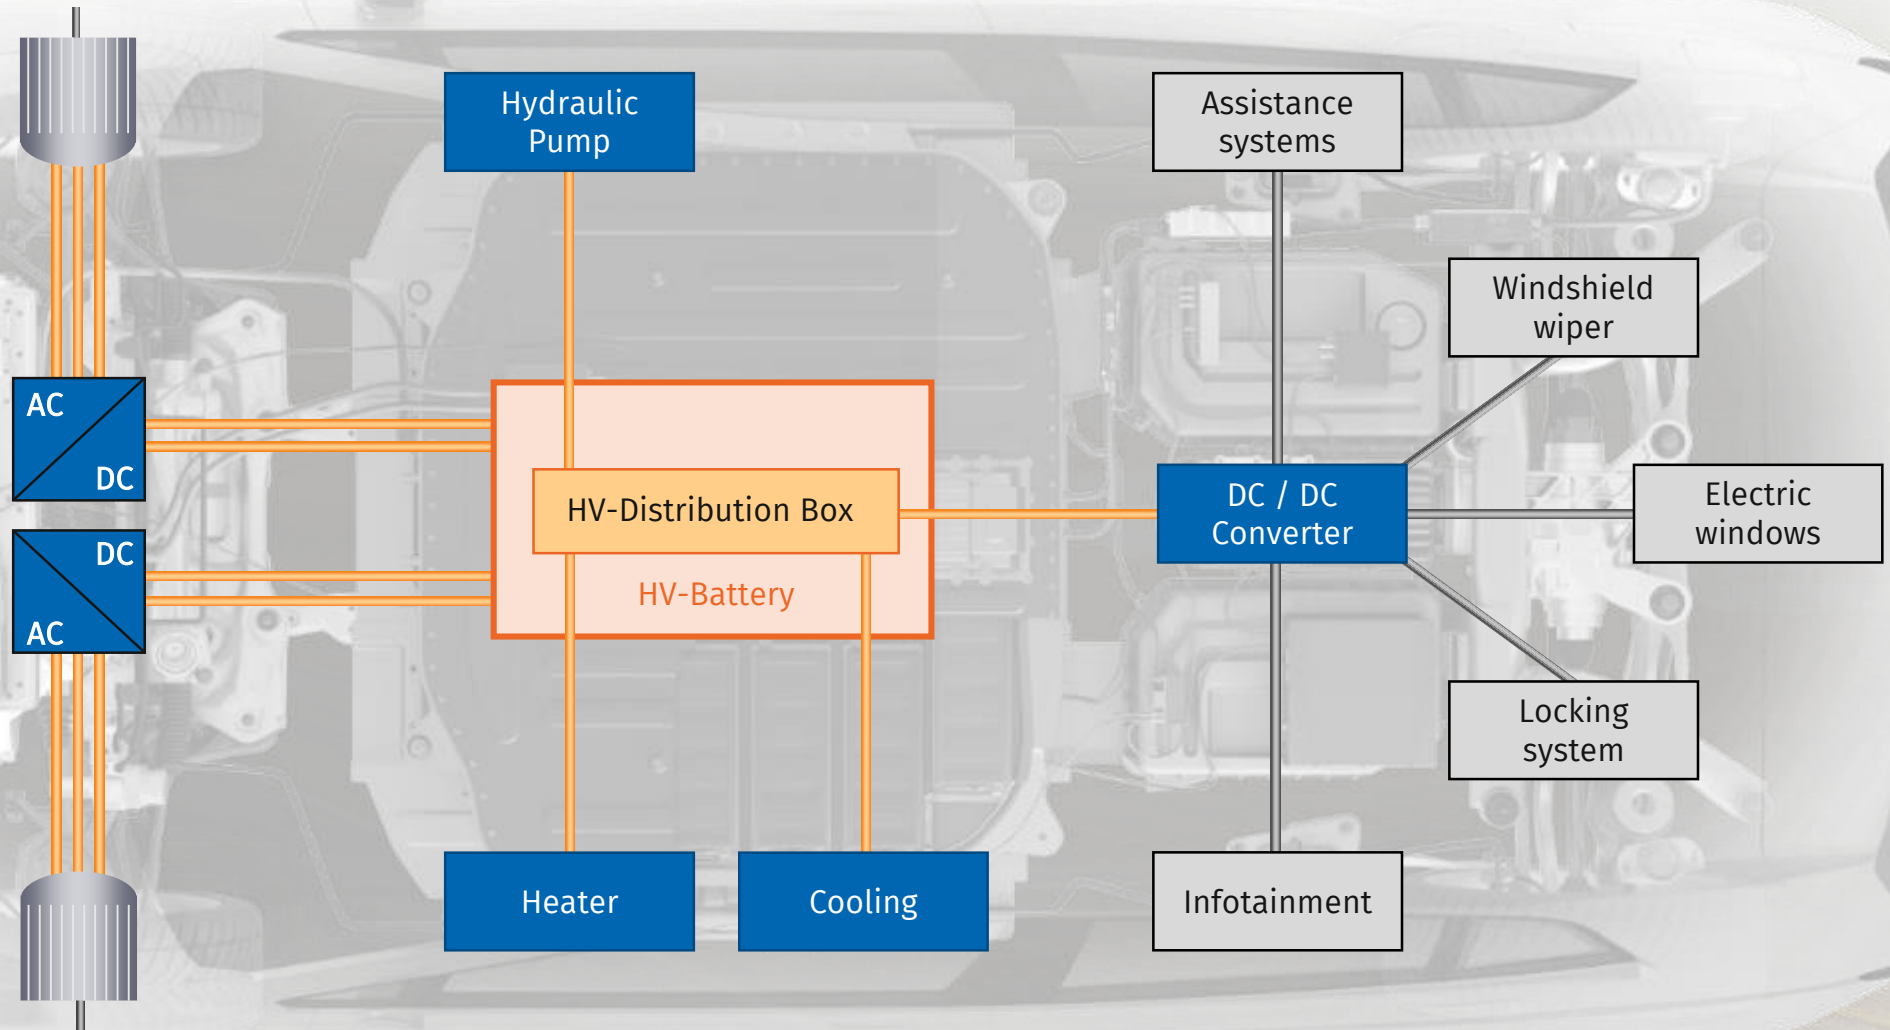 Hydraulic
Pump
Assistance
systems
Windshield
wiper
AC
DC
HV-Distribution Box
DC / DC
Converter
Electric
windows
DC
AC
HV-Battery
Locking
system
Heater
Cooling
Infotainment